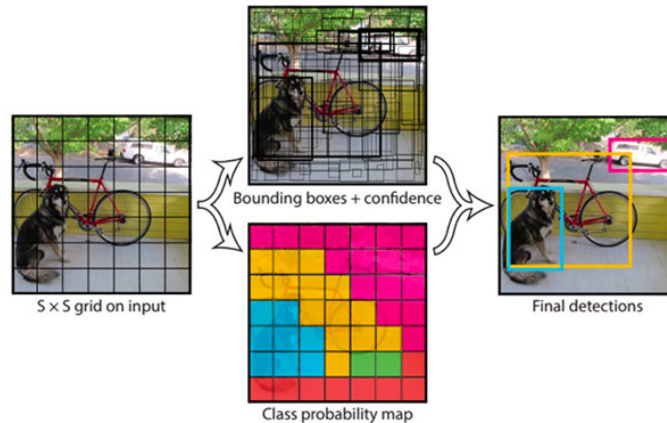 Bounding boxes + confidence
S × S grid on input
Final detections
Class probability map